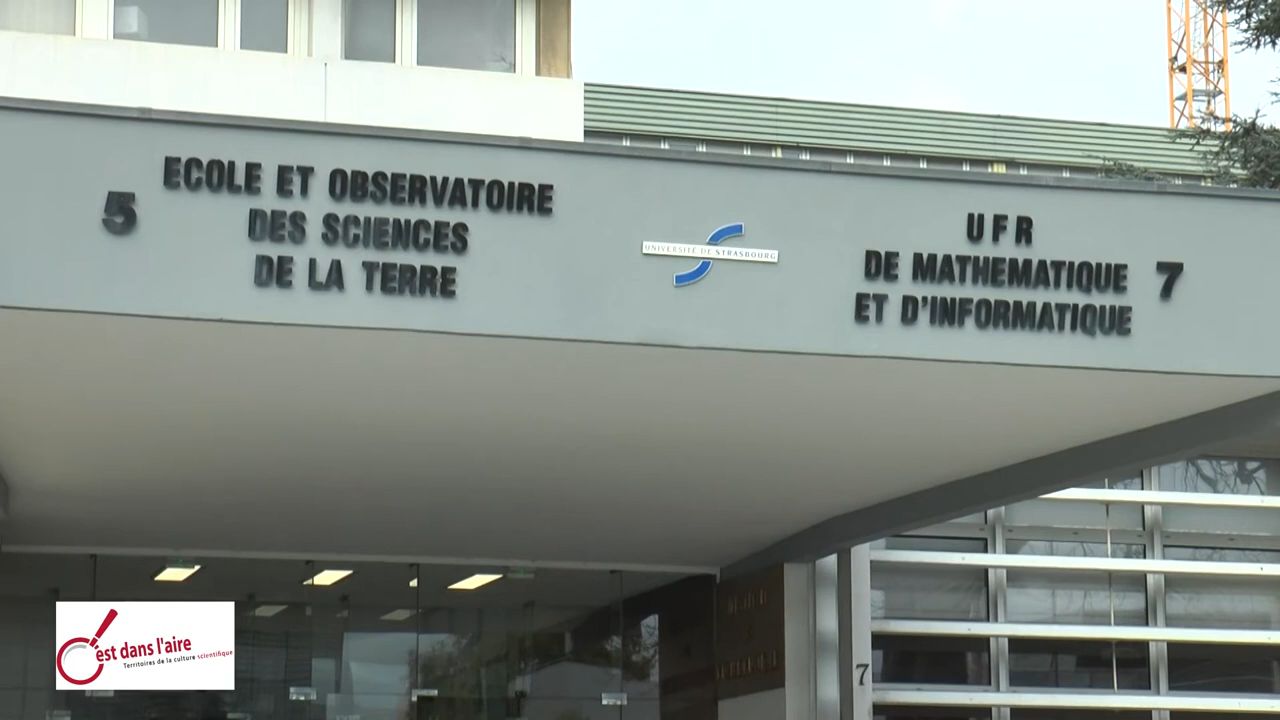 5
ECOLE ET OBSERVATOIRE
DES SCIENCES
DE LA TERRE
UNIVERSITÉ DE STRASBOURG
UFR
DE MATHEMATIQUE
ET D'INFORMATIQUE
7
7
C'est dans l'aire
Territoires de la culture scientifique